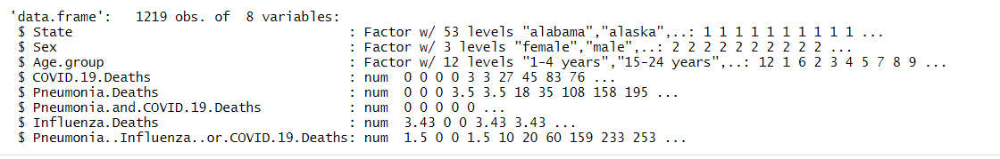 'data.frame':   1219 obs. of  8 variables:
 $ State                                    : Factor w/ 53 levels "alabama","alaska",..: 1 1 1 1 1 1 1 1 1 1 ...
 $ Sex                                      : Factor w/ 3 levels "female","male",..: 2 2 2 2 2 2 2 2 2 2 ...
 $ Age.group                                : Factor w/ 12 levels "1-4 years","15-24 years",..: 12 1 6 2 3 4 5 7 8 9 ...
 $ COVID.19.Deaths                          : num  0 0 0 0 3 3 27 45 83 76 ...
 $ Pneumonia.Deaths                         : num  0 0 0 3.5 3.5 18 35 108 158 195 ...
 $ Pneumonia.and.COVID.19.Deaths            : num  0 0 0 0 0 ...
 $ Influenza.Deaths                         : num  3.43 0 0 3.43 3.43 ...
 $ Pneumonia..Influenza..or.COVID.19.Deaths: num  1.5 0 0 1.5 10 20 60 159 233 253 ...